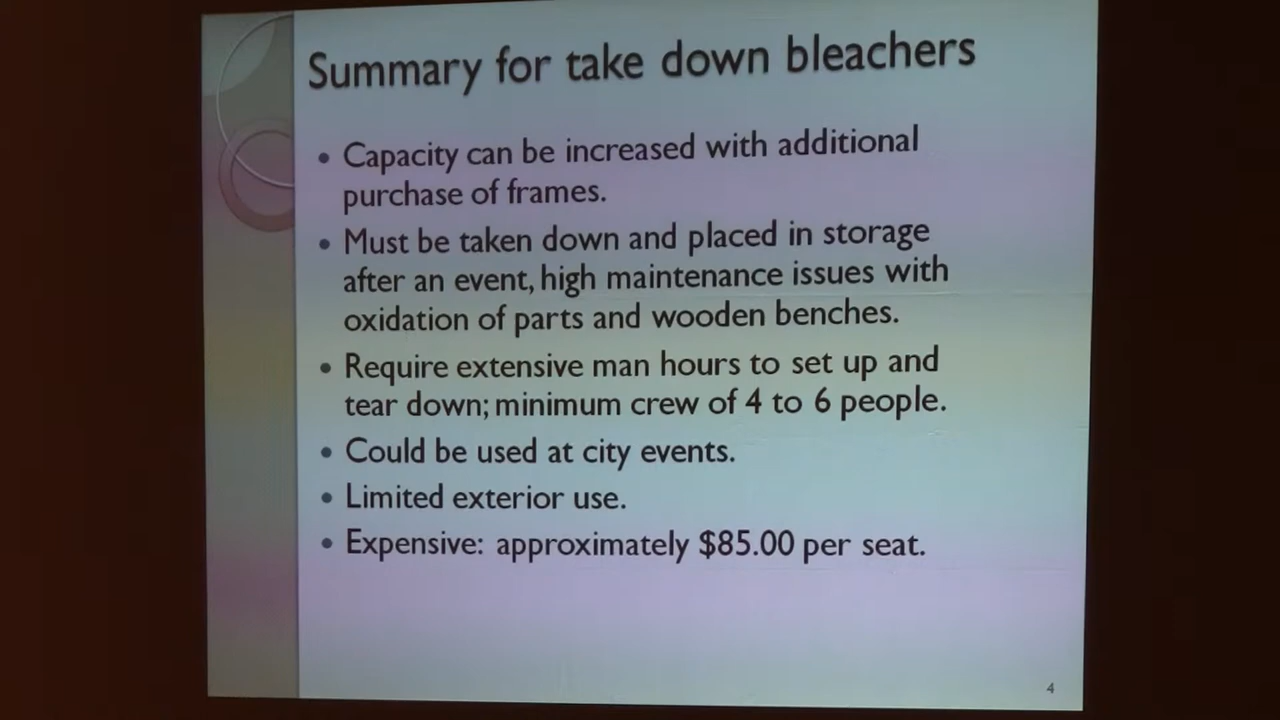 Summary for take down bleachers
• Capacity can be increased with additional
purchase of frames.
• Must be taken down and placed in storage
after an event, high maintenance issues with
oxidation of parts and wooden benches.
• Require extensive man hours to set up and
tear down; minimum crew of 4 to 6 people.
• Could be used at city events.
• Limited exterior use.
• Expensive: approximately $85.00 per seat.
4